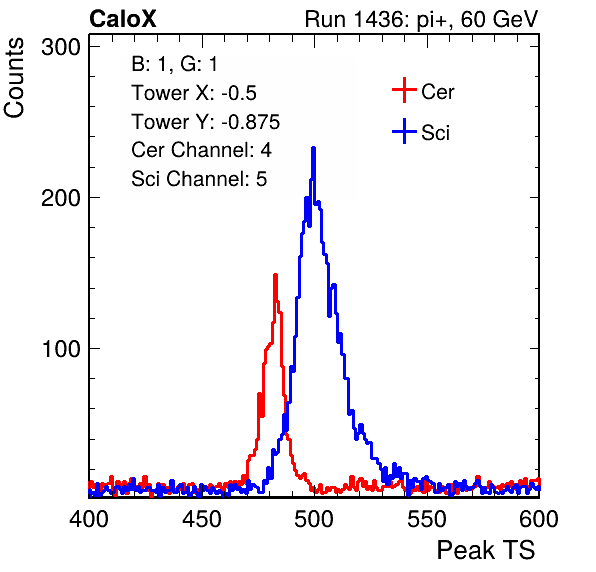 CaloX Run 1436: pi+, 60 GeV
Counts
300
200
100
B: 1, G: 1
Tower X: -0.5
Tower Y: -0.875
Cer Channel: 4
Sci Channel: 5
Cer
Sci
400 450 500 550 600
Peak TS